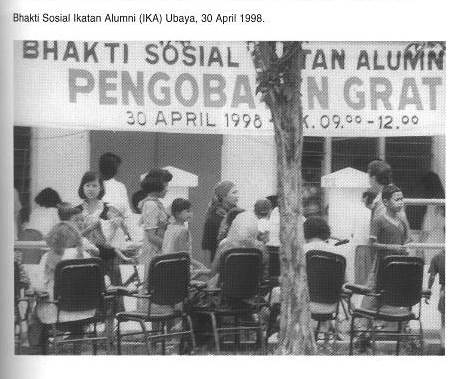 Bhakti Sosial Ikatan Alumni (IKA) Ubaya, 30 April 1998.
BHAKTI SOSIAL TAN ALUMN
PENGOBA N GRAT
30 APRIL 1998 K. 09.00 - 12.00